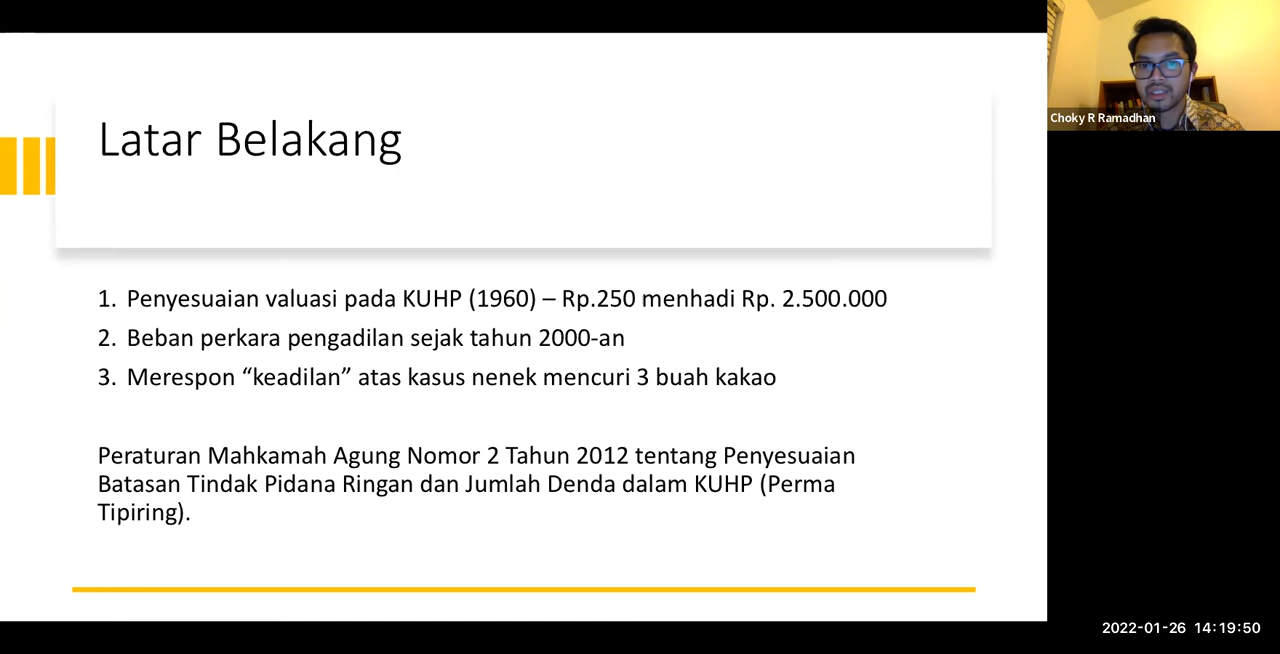 Latar Belakang
1. Penyesuaian valuasi pada KUHP (1960) – Rp.250 menhadi Rp. 2.500.000
2. Beban perkara pengadilan sejak tahun 2000-an
3. Merespon “keadilan” atas kasus nenek mencuri 3 buah kakao
Peraturan Mahkamah Agung Nomor 2 Tahun 2012 tentang Penyesuaian
Batasan Tindak Pidana Ringan dan Jumlah Denda dalam KUHP (Perma
Tipiring).
Choky R Ramadhan
2022-01-26 14:19:50